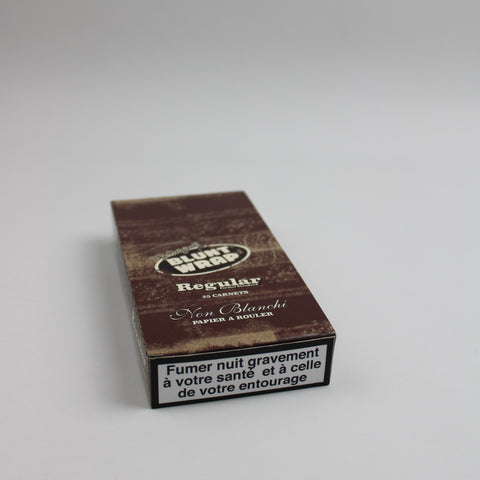 BLUNT
WRAP
Regular
25 CARNETS
Non Blanchi
PAPIER A ROULER
Fumer nuit gravement
à votre santé et à celle
de votre entourage